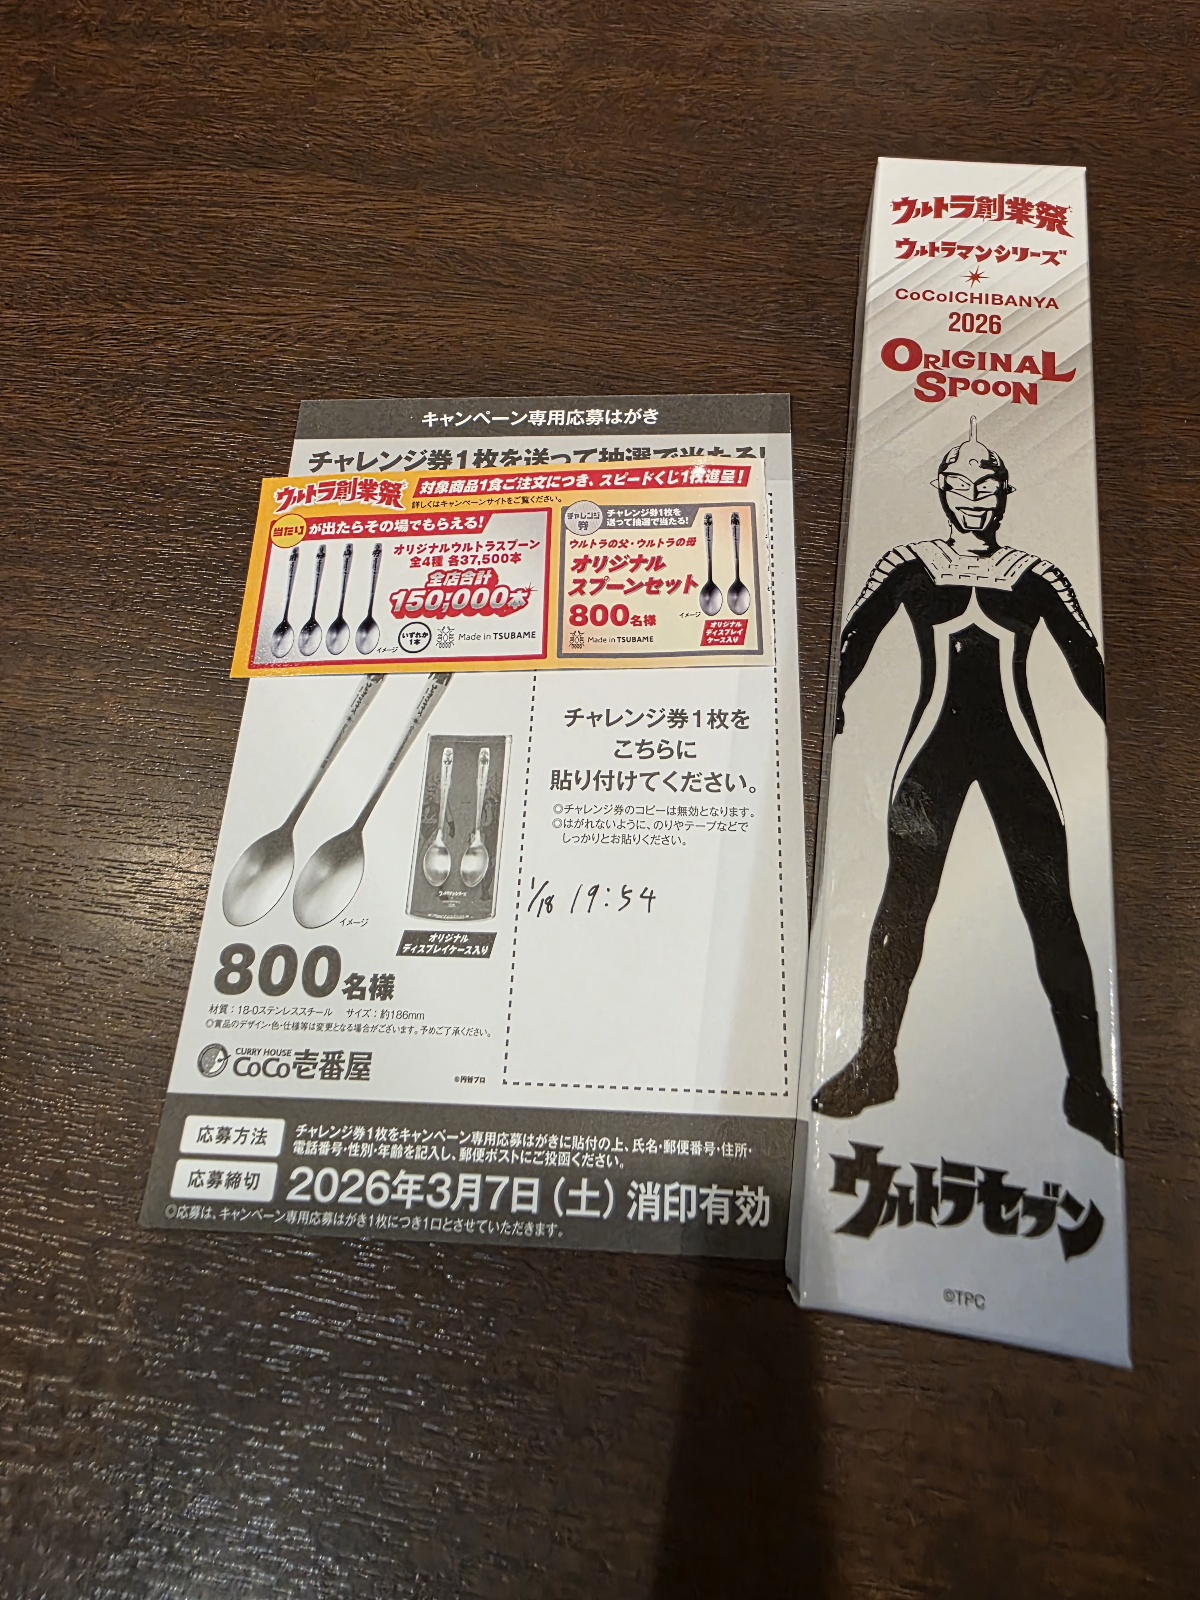 キャンペーン専用応募はがき
チャレンジ券1枚を送って抽選で当たる!
ウルトラ創業祭
対象商品1食ご注文につき、スピードくじ1枚進呈!
詳しくはキャンペーンサイトをご覧ください。
当たりが出たらその場でもらえる!
オリジナルウルトラスプーン
全4種 各37,500本
全店合計
150,000本
いずれか
1本
Made in TSUBAME
イメージ
チャレンジ
券
チャレンジ券1枚を
送って抽選で当たる!
ウルトラの父・ウルトラの母
オリジナル
スプーンセット
800名様
Made in TSUBAME
イメージ
オリジナル
ディスプレイ
ケース入り
チャレンジ券1枚を
こちらに
貼り付けてください。
◎チャレンジ券のコピーは無効となります。
◎はがれないように、のりやテープなどで
しっかりとお貼りください。
1/18 19:54
イメージ
オリジナル
ディスプレイケース入り
800名様
材質:18-0ステンレススチール サイズ:約186mm
◎賞品のデザイン・色・仕様等は変更となる場合がございます。予めご了承ください。
CURRY HOUSE
CoCo壱番屋
©円谷プロ
応募方法
チャレンジ券1枚をキャンペーン専用応募はがきに貼付の上、氏名・郵便番号・住所・
電話番号・性別・年齢を記入し、郵便ポストにご投函ください。
応募締切
2026年3月7日(土)消印有効
◎応募は、キャンペーン専用応募はがき1枚につき1口とさせていただきます。
ウルトラ創業祭
ウルトラマンシリーズ
CoCoICHIBANYA
2026
ORIGINAL
SPOON
ウルトラセブン
©TPC